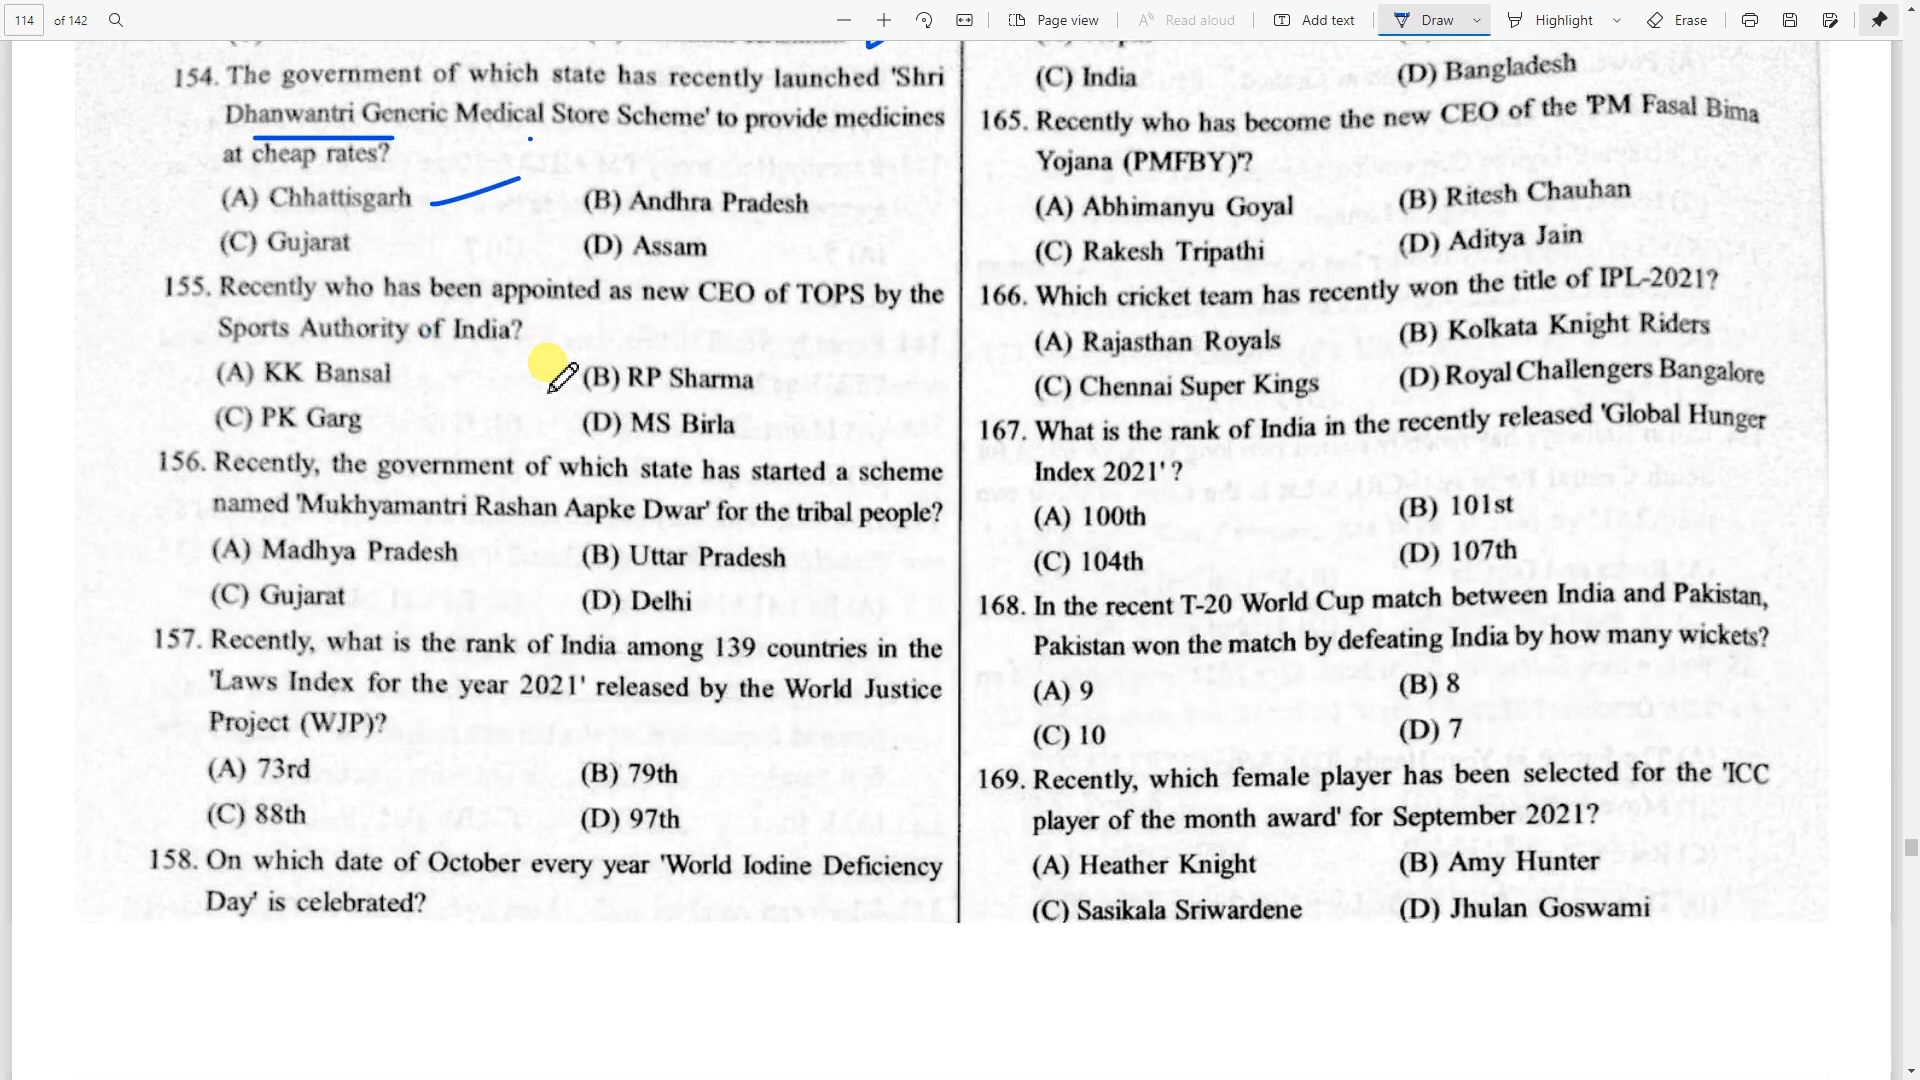 114 of 142
Page view
Read aloud
Add text
Draw
Highlight
Erase
154. The government of which state has recently launched 'Shri
Dhanwantri Generic Medical Store Scheme' to provide medicines
at cheap rates?
(A) Chhattisgarh (B) Andhra Pradesh
(C) Gujarat (D) Assam
155. Recently who has been appointed as new CEO of TOPS by the
Sports Authority of India?
(A) KK Bansal (B) RP Sharma
(C) PK Garg (D) MS Birla
156. Recently, the government of which state has started a scheme
named 'Mukhyamantri Rashan Aapke Dwar' for the tribal people?
(A) Madhya Pradesh (B) Uttar Pradesh
(C) Gujarat (D) Delhi
157. Recently, what is the rank of India among 139 countries in the
'Laws Index for the year 2021' released by the World Justice
Project (WJP)?
(A) 73rd (B) 79th
(C) 88th (D) 97th
158. On which date of October every year 'World Iodine Deficiency
Day' is celebrated?
(C) India (D) Bangladesh
165. Recently who has become the new CEO of the 'PM Fasal Bima
Yojana (PMFBY)'?
(A) Abhimanyu Goyal (B) Ritesh Chauhan
(C) Rakesh Tripathi (D) Aditya Jain
166. Which cricket team has recently won the title of IPL-2021?
(A) Rajasthan Royals (B) Kolkata Knight Riders
(C) Chennai Super Kings (D) Royal Challengers Bangalore
167. What is the rank of India in the recently released 'Global Hunger
Index 2021' ?
(A) 100th (B) 101st
(C) 104th (D) 107th
168. In the recent T-20 World Cup match between India and Pakistan,
Pakistan won the match by defeating India by how many wickets?
(A) 9 (B) 8
(C) 10 (D) 7
169. Recently, which female player has been selected for the 'ICC
player of the month award' for September 2021?
(A) Heather Knight (B) Amy Hunter
(C) Sasikala Sriwardene (D) Jhulan Goswami